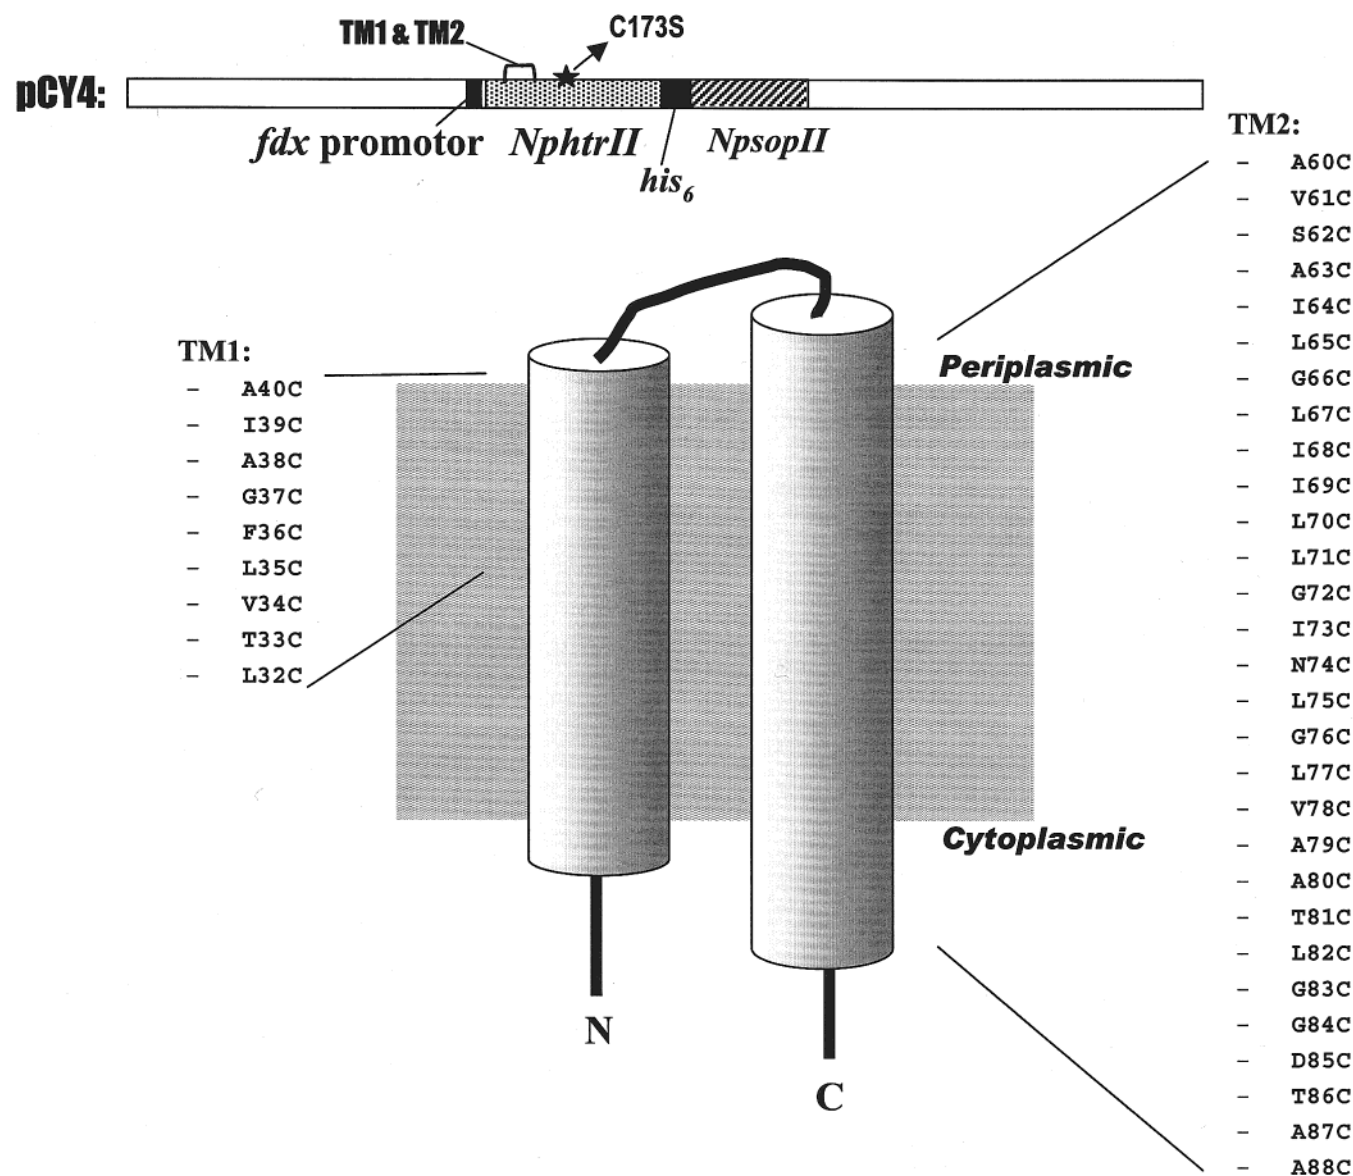 TM1 & TM2
C173S
pCY4:
fdx promotor
NphtrII
NpsopII
his6
TM1:
- A40C
- I39C
- A38C
- G37C
- F36C
- L35C
- V34C
- T33C
- L32C
Periplasmic
Cytoplasmic
N
C
TM2:
- A60C
- V61C
- S62C
- A63C
- I64C
- L65C
- G66C
- L67C
- I68C
- I69C
- L70C
- L71C
- G72C
- I73C
- N74C
- L75C
- G76C
- L77C
- V78C
- A79C
- A80C
- T81C
- L82C
- G83C
- G84C
- D85C
- T86C
- A87C
- A88C